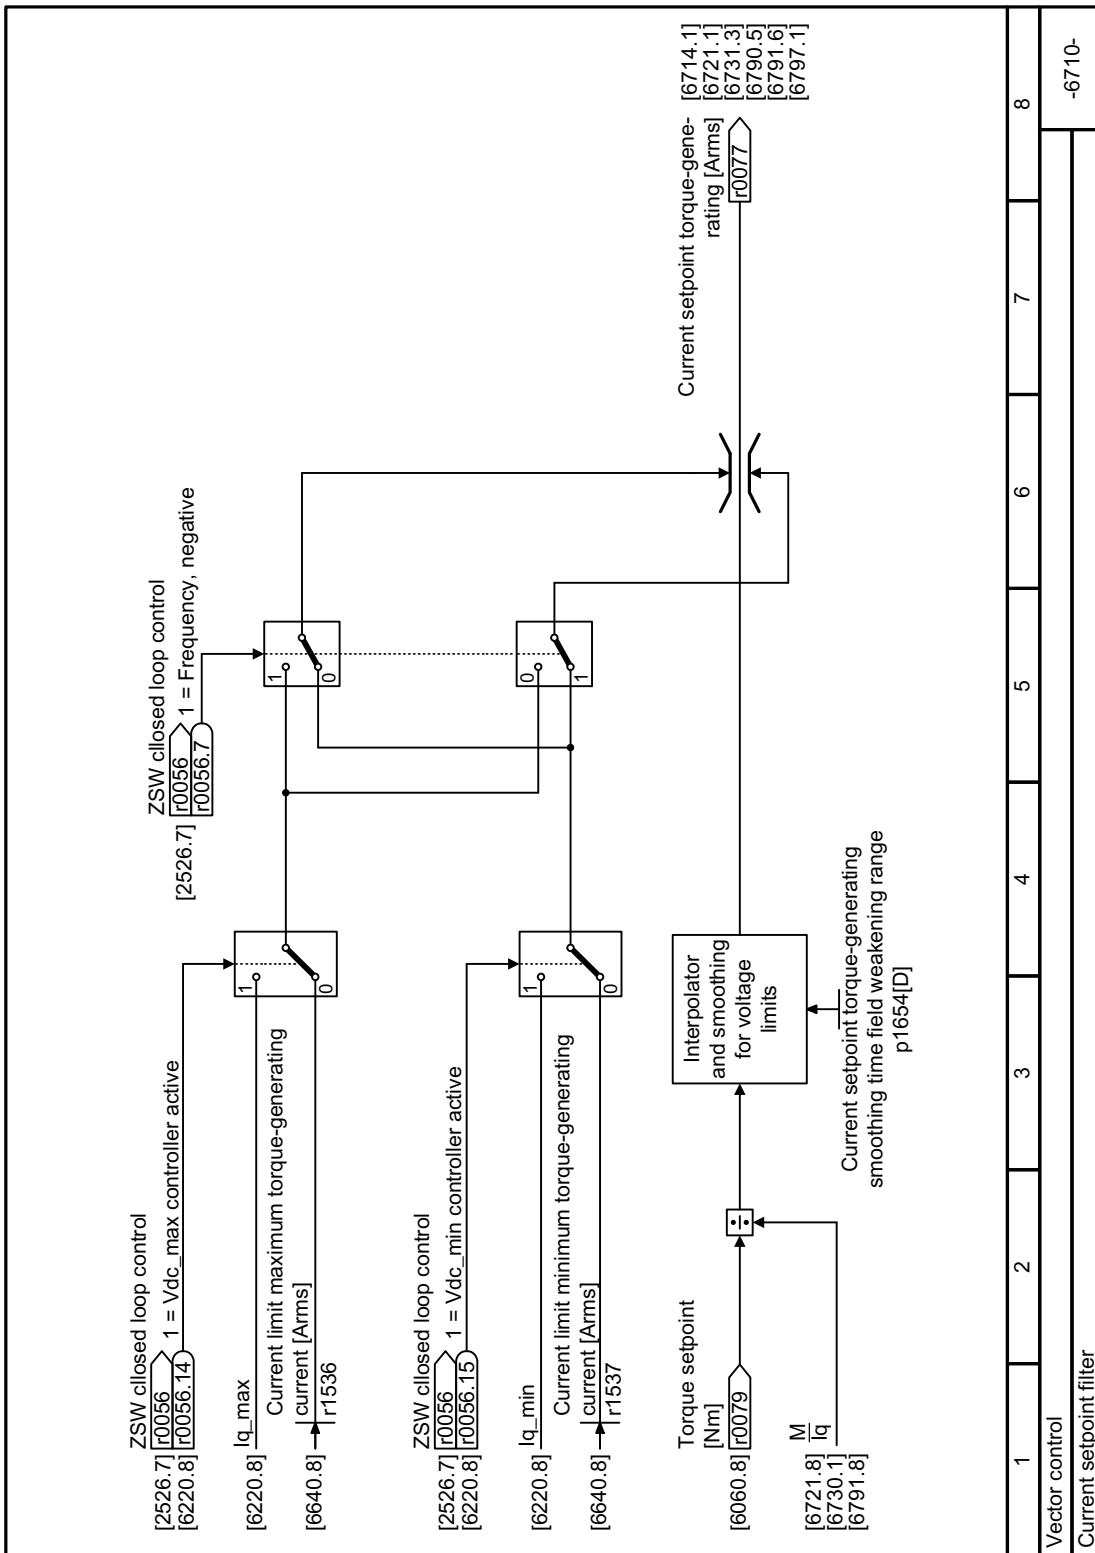 ZSW cllosed loop control
[2526.7] r0056
[6220.8] r0056.14 1 = Vdc_max controller active
[6220.8] Iq_max
Current limit maximum torque-generating
current [Arms]
[6640.8] r1536
ZSW cllosed loop control
[2526.7] r0056
[6220.8] r0056.15 1 = Vdc_min controller active
[6220.8] Iq_min
Current limit minimum torque-generating
current [Arms]
[6640.8] r1537
1
0
1
0
ZSW cllosed loop control
r0056 1 = Frequency, negative
[2526.7] r0056.7
1
0
0
1
Torque setpoint
[Nm]
[6060.8] r0079
M
Iq
[6721.8]
[6730.1]
[6791.8]
÷
Interpolator
and smoothing
for voltage
limits
Current setpoint torque-generating
smoothing time field weakening range
p1654[D]
Current setpoint torque-gene-
rating [Arms]
r0077
[6714.1]
[6721.1]
[6731.3]
[6790.5]
[6791.6]
[6797.1]
1 2 3 4 5 6 7 8
Vector control
Current setpoint filter
-6710-